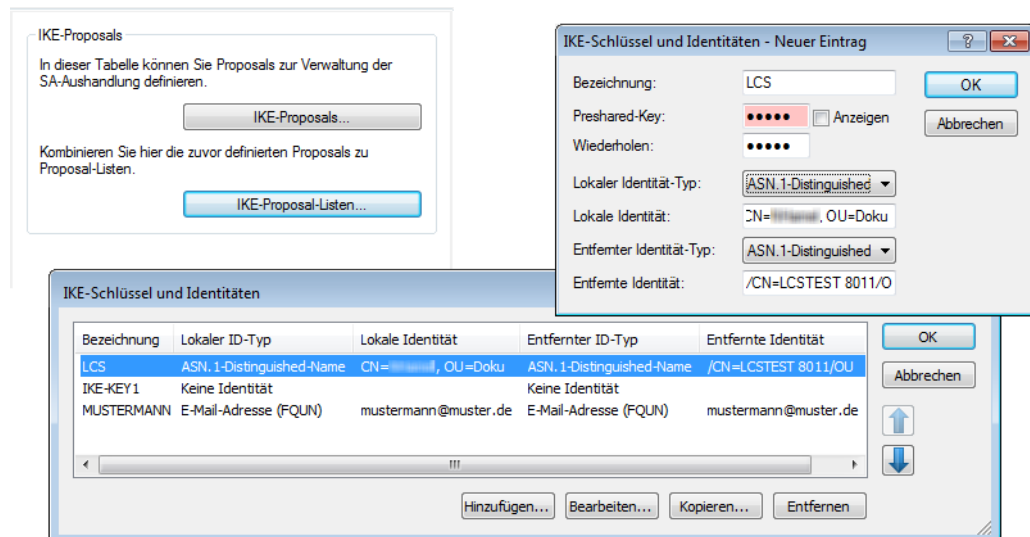 IKE-Proposals
In dieser Tabelle können Sie Proposals zur Verwaltung der
SA-Aushandlung definieren.
IKE-Proposals...
Kombinieren Sie hier die zuvor definierten Proposals zu
Proposal-Listen.
IKE-Proposal-Listen...
IKE-Schlüssel und Identitäten - Neuer Eintrag
Bezeichnung: LCS OK
Preshared-Key: ●●●●● Anzeigen Abbrechen
Wiederholen: ●●●●●
Lokaler Identität-Typ: ASN.1-Distinguished
Lokale Identität: CN= , OU=Doku
Entfernter Identität-Typ: ASN.1-Distinguished
Entfernte Identität: /CN=LCSTEST 8011/O
IKE-Schlüssel und Identitäten
Bezeichnung Lokaler ID-Typ Lokale Identität Entfernter ID-Typ Entfernte Identität OK
LCS ASN.1-Distinguished-Name CN= , OU=Doku ASN.1-Distinguished-Name /CN=LCSTEST 8011/OU Abbrechen
IKE-KEY1 Keine Identität Keine Identität
MUSTERMANN E-Mail-Adresse (FQUN) mustermann@muster.de E-Mail-Adresse (FQUN) mustermann@muster.de
Hinzufügen... Bearbeiten... Kopieren... Entfernen